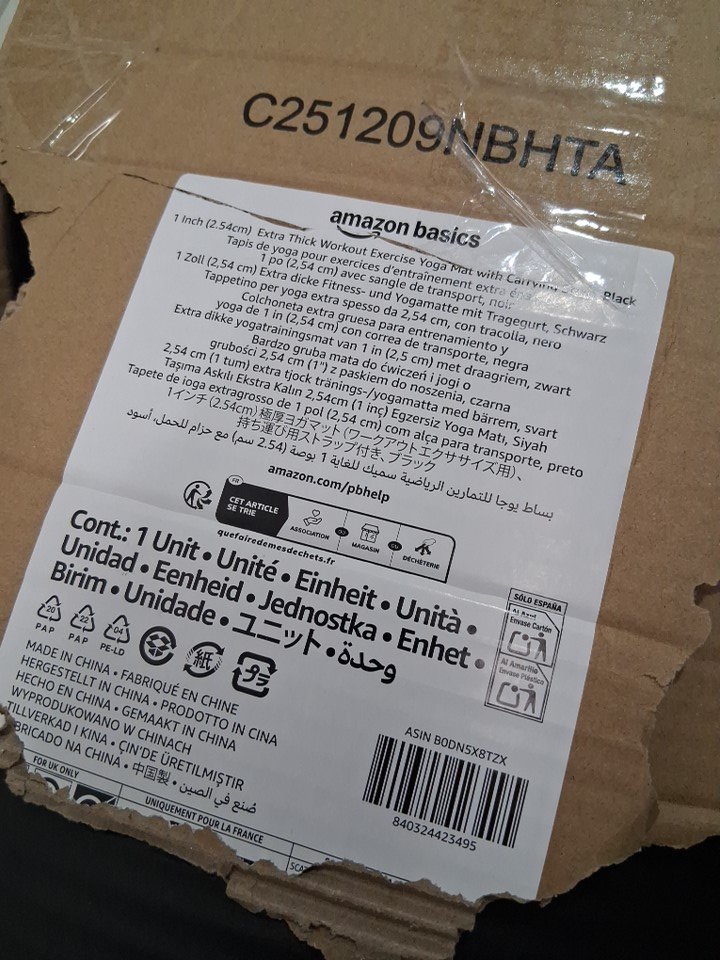 C251209NBHTA
amazon basics
1 Inch (2.54cm) Extra Thick Workout Exercise Yoga Mat with Carrying Black
Tapis de yoga pour exercices d'entraînement extra
1 po (2,54 cm) avec sangle de transport, noir
1 Zoll (2,54 cm) Extra dicke Fitness- und Yogamatte mit Tragegurt, Schwarz
Tappetino per yoga extra spesso da 2,54 cm, con tracolla, nero
Colchoneta extra gruesa para entrenamiento y
yoga de 1 in (2,54 cm) con correa de transporte, negra
Extra dikke yogatrainingsmat van 1 in (2,5 cm) met draagriem, zwart
Bardzo gruba mata do ćwiczeń i jogi o
grubości 2,54 cm (1") z paskiem do noszenia, czarna
2,54 cm (1 tum) extra tjock tränings-/yogamatta med bärrem, svart
Taşıma Askılı Ekstra Kalın 2,54cm (1 inç) Egzersiz Yoga Matı, Siyah
Tapete de ioga extragrosso de 1 pol (2,54 cm) com alça para transporte, preto
1インチ (2.54cm) 極厚ヨガマット (ワークアウトエクササイズ用)、
持ち運び用ストラップ付き、ブラック
بساط يوجا للتمارين الرياضية سميك للغاية 1 بوصة (2.54 سم) مع حزام للحمل، أسود
amazon.com/pbhelp
FR
CET ARTICLE
SE TRIE
ASSOCIATION
OU
MAGASIN
OU
DÉCHÈTERIE
quefairedemesdechets.fr
Cont.: 1 Unit • Unité • Einheit • Unità •
Unidad • Eenheid • Jednostka • Enhet •
Birim • Unidade • ユニット • وحدة
20
PAP
22
PAP
04
PE-LD
紙
プラ
SÓLO ESPAÑA
Al Azul
Envase Cartón
Al Amarillo
Envase Plástico
MADE IN CHINA • FABRIQUÉ EN CHINE
HERGESTELLT IN CHINA • PRODOTTO IN CINA
HECHO EN CHINA • GEMAAKT IN CHINA
WYPRODUKOWANO W CHINACH
TILLVERKAD I KINA • ÇİN'DE ÜRETİLMİŞTİR
BRICADO NA CHINA • 中国製 • صُنع في الصين
ASIN B0DN5X8TZX
840324423495
FOR UK ONLY
UNIQUEMENT POUR LA FRANCE